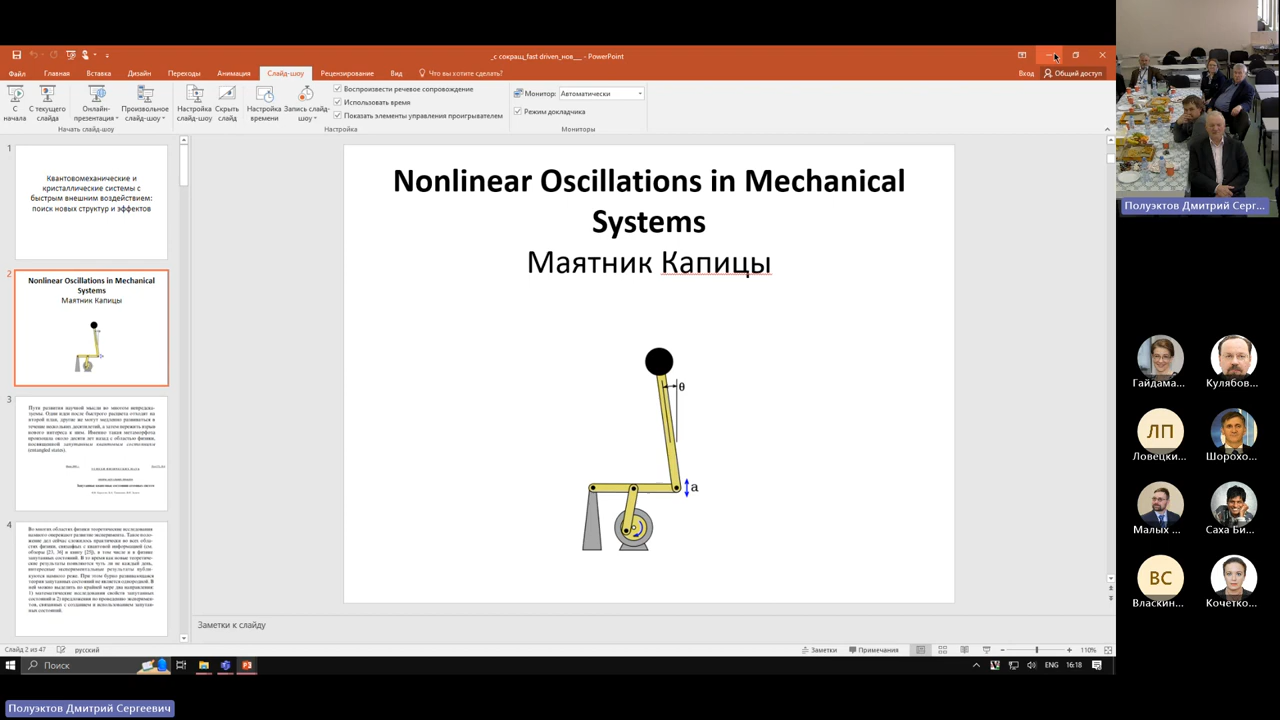 _с сокращ_fast driven_нов___ - PowerPoint
Файл
Главная
Вставка
Дизайн
Переходы
Анимация
Слайд-шоу
Рецензирование
Вид
Что вы хотите сделать?
Вход
Общий доступ
С начала
С текущего слайда
Онлайн-презентация
Произвольное слайд-шоу
Настройка слайд-шоу
Скрыть слайд
Настройка времени
Запись слайд-шоу
Воспроизвести речевое сопровождение
Использовать время
Показать элементы управления проигрывателем
Монитор:
Автоматически
Режим докладчика
Начать слайд-шоу
Настройка
Мониторы
1
Квантовомеханические и
кристаллические системы с
быстрым внешним воздействием:
поиск новых структур и эффектов
2
Nonlinear Oscillations in Mechanical
Systems
Маятник Капицы
3
4
Nonlinear Oscillations in Mechanical
Systems
Маятник Капицы
θ
a
Заметки к слайду
Слайд 2 из 47
русский
Заметки
Примечания
110%
Поиск
ENG
16:18
Полуэктов Дмитрий Серг...
Гайдама...
Кулябов...
ЛП
Ловецки...
Шорохо...
Малых ...
Саха Би...
ВС
Власкин...
Кочетко...
Полуэктов Дмитрий Сергеевич